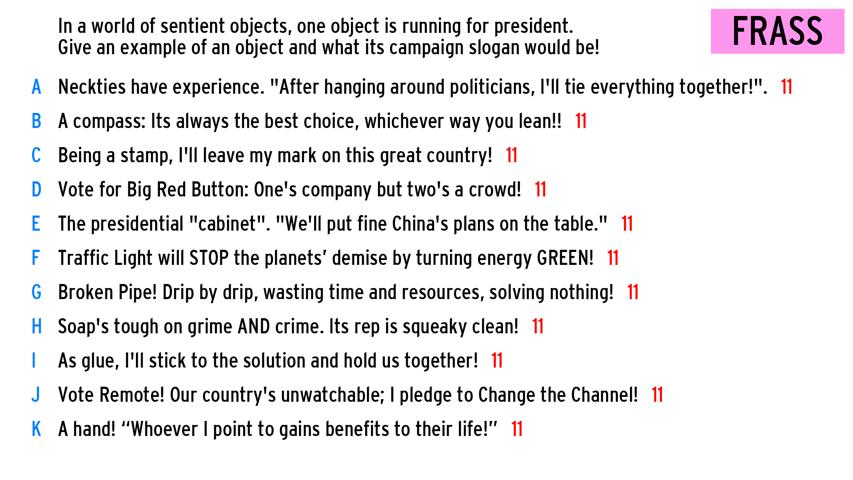 In a world of sentient objects, one object is running for president.
Give an example of an object and what its campaign slogan would be!
FRASS
A Neckties have experience. "After hanging around politicians, I'll tie everything together!". 11
B A compass: Its always the best choice, whichever way you lean!! 11
C Being a stamp, I'll leave my mark on this great country! 11
D Vote for Big Red Button: One's company but two's a crowd! 11
E The presidential "cabinet". "We'll put fine China's plans on the table." 11
F Traffic Light will STOP the planets’ demise by turning energy GREEN! 11
G Broken Pipe! Drip by drip, wasting time and resources, solving nothing! 11
H Soap's tough on grime AND crime. Its rep is squeaky clean! 11
I As glue, I'll stick to the solution and hold us together! 11
J Vote Remote! Our country's unwatchable; I pledge to Change the Channel! 11
K A hand! “Whoever I point to gains benefits to their life!” 11